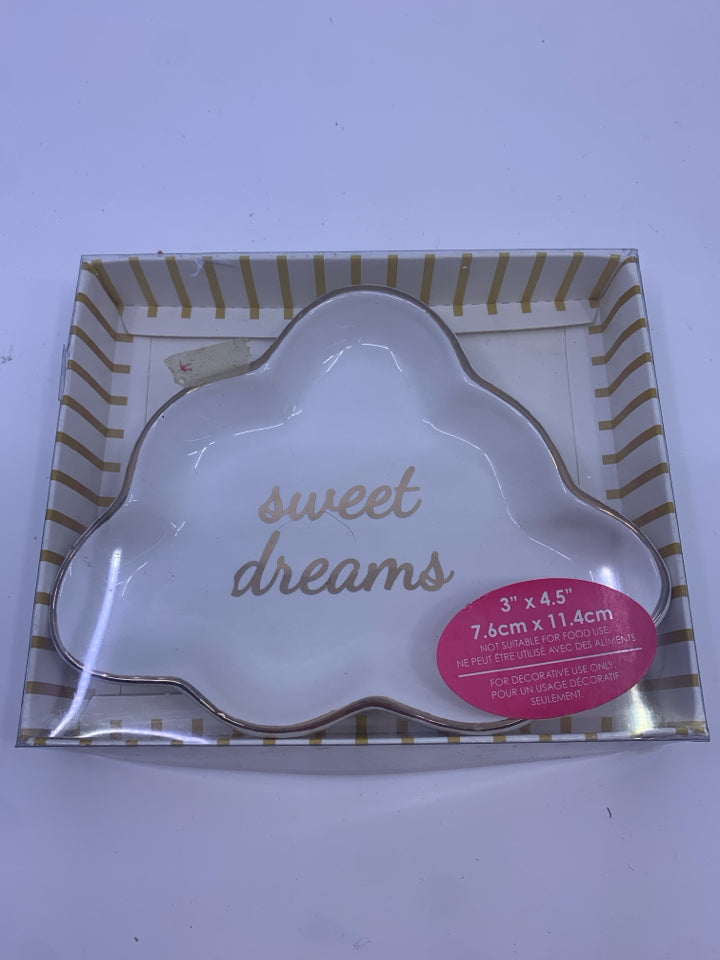 sweet
dreams
3" x 4.5"
7.6cm x 11.4cm
NOT SUITABLE FOR FOOD USE.
NE PEUT ÊTRE UTILISÉ AVEC DES ALIMENTS.
FOR DECORATIVE USE ONLY.
POUR UN USAGE DÉCORATIF
SEULEMENT.